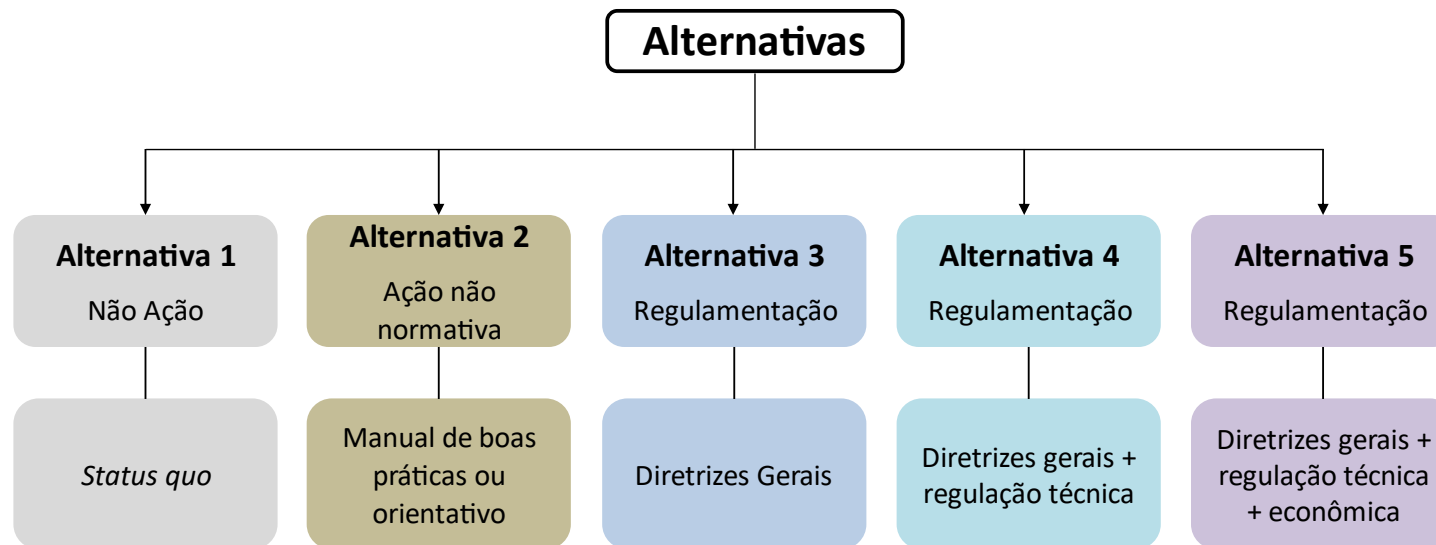 Alternativas
Alternativa 1
Não Ação
Alternativa 2
Ação não
normativa
Alternativa 3
Regulamentação
Alternativa 4
Regulamentação
Alternativa 5
Regulamentação
Status quo
Manual de boas
práticas ou
orientativo
Diretrizes Gerais
Diretrizes gerais +
regulação técnica
Diretrizes gerais +
regulação técnica
+ econômica